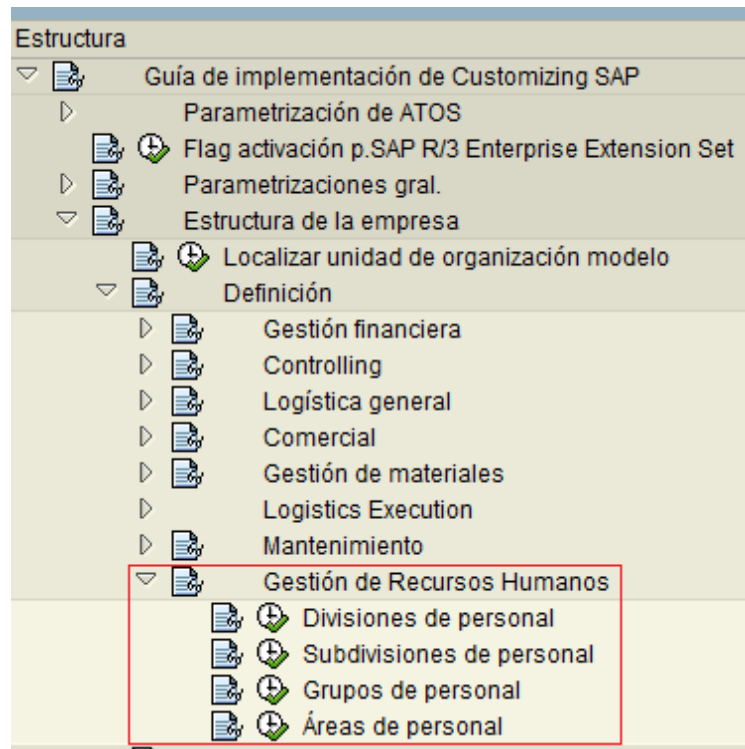 Estructura
Guía de implementación de Customizing SAP
Parametrización de ATOS
Flag activación p.SAP R/3 Enterprise Extension Set
Parametrizaciones gral.
Estructura de la empresa
Localizar unidad de organización modelo
Definición
Gestión financiera
Controlling
Logística general
Comercial
Gestión de materiales
Logistics Execution
Mantenimiento
Gestión de Recursos Humanos
Divisiones de personal
Subdivisiones de personal
Grupos de personal
Áreas de personal